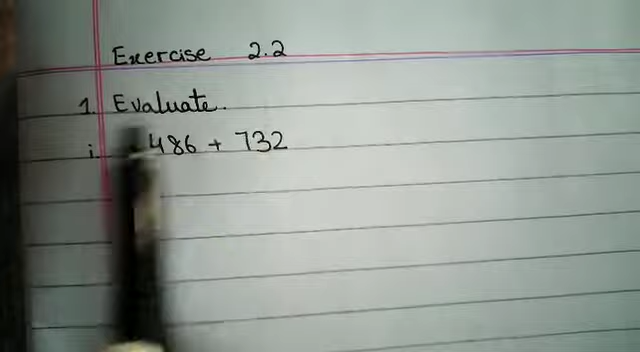 Exercise 2.2
1. Evaluate.
i. 486 + 732